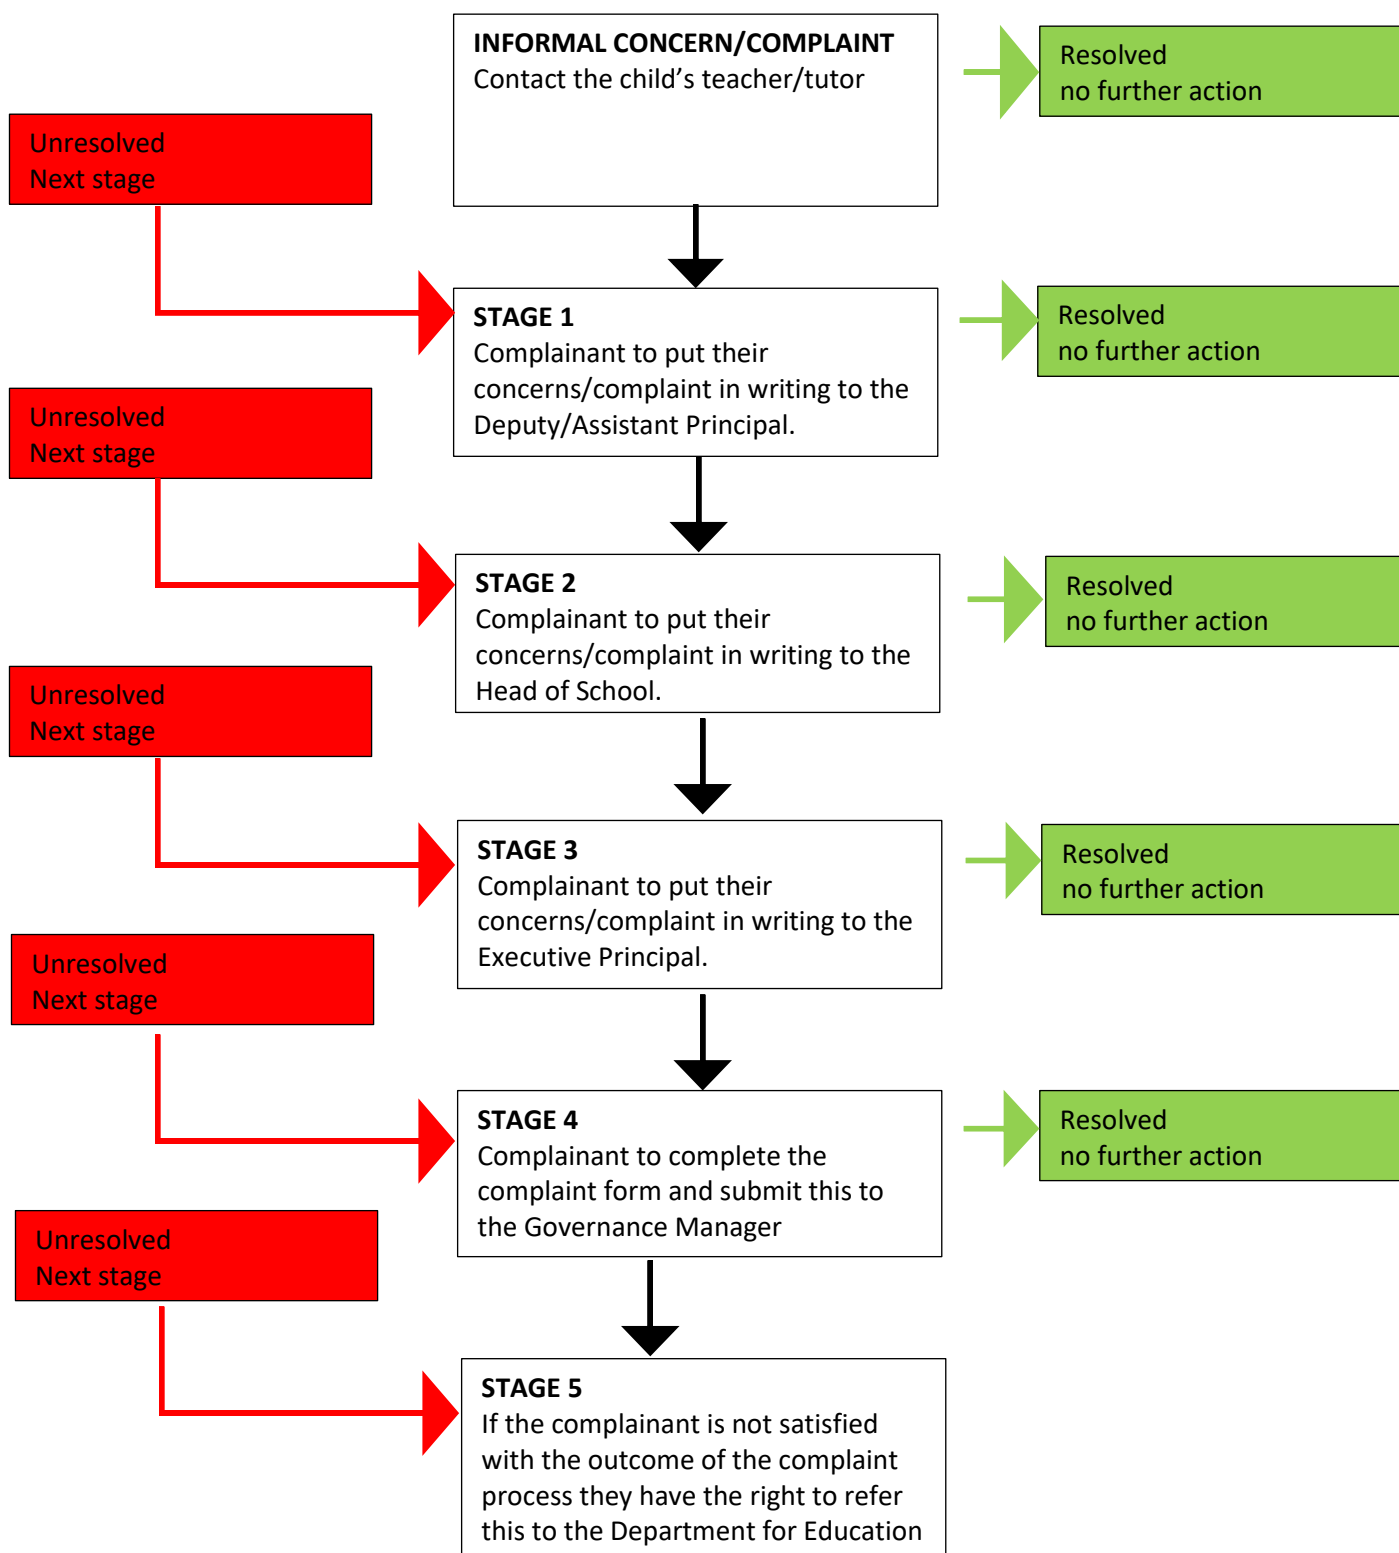 INFORMAL CONCERN/COMPLAINT
Contact the child’s teacher/tutor
Resolved
no further action
Unresolved
Next stage
STAGE 1
Complainant to put their
concerns/complaint in writing to the
Deputy/Assistant Principal.
Resolved
no further action
Unresolved
Next stage
STAGE 2
Complainant to put their
concerns/complaint in writing to the
Head of School.
Resolved
no further action
Unresolved
Next stage
STAGE 3
Complainant to put their
concerns/complaint in writing to the
Executive Principal.
Resolved
no further action
Unresolved
Next stage
STAGE 4
Complainant to complete the
complaint form and submit this to
the Governance Manager
Resolved
no further action
Unresolved
Next stage
STAGE 5
If the complainant is not satisfied
with the outcome of the complaint
process they have the right to refer
this to the Department for Education